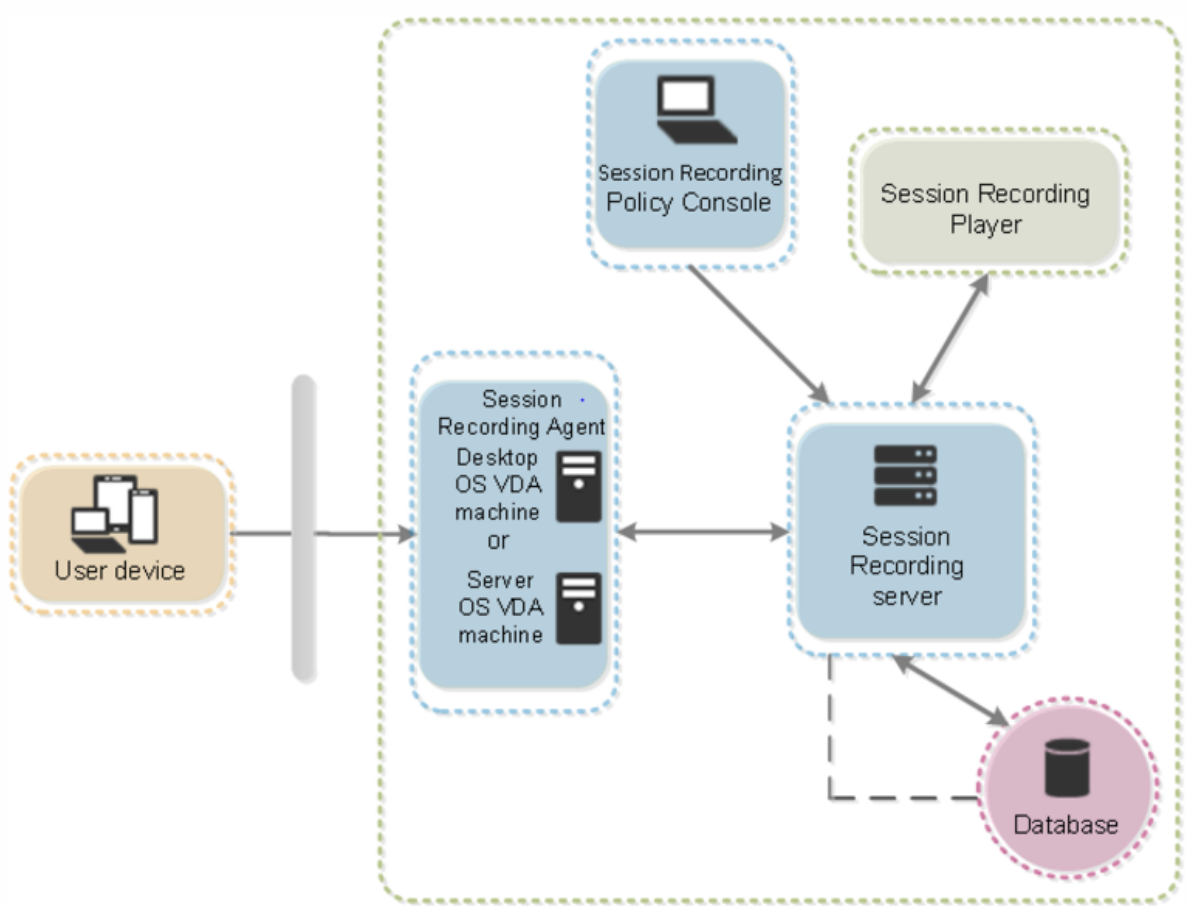 Session Recording
Policy Console
Session Recording
Player
Session
Recording Agent
Desktop
OS VDA
machine
or
Server
OS VDA
machine
User device
Session
Recording
server
Database